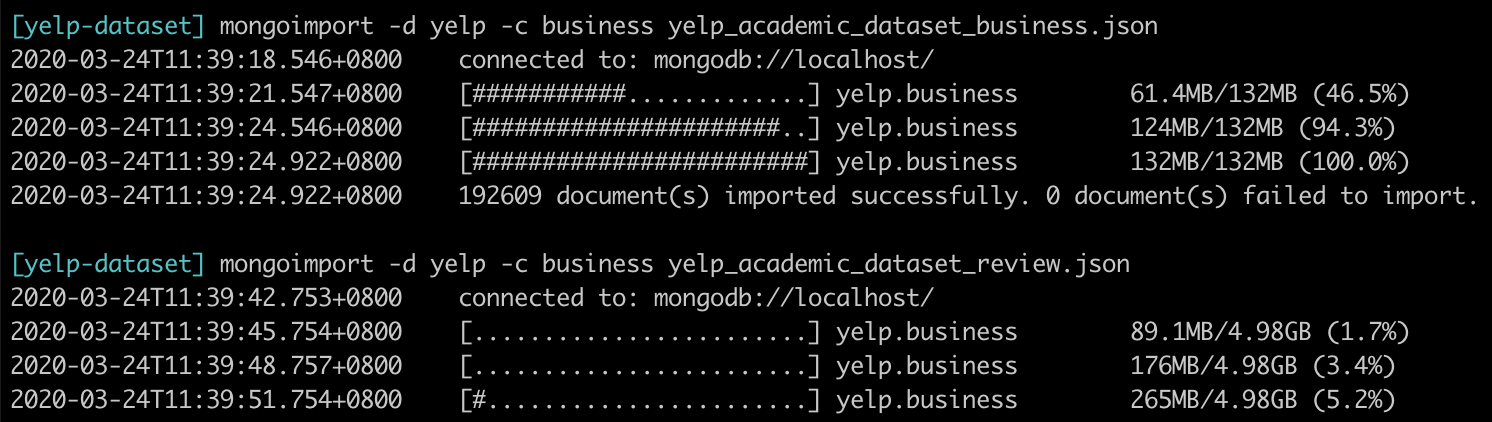 [yelp-dataset] mongoimport -d yelp -c business yelp_academic_dataset_business.json
2020-03-24T11:39:18.546+0800    connected to: mongodb://localhost/
2020-03-24T11:39:21.547+0800    [###########.............] yelp.business        61.4MB/132MB (46.5%)
2020-03-24T11:39:24.546+0800    [######################..] yelp.business        124MB/132MB (94.3%)
2020-03-24T11:39:24.922+0800    [########################] yelp.business        132MB/132MB (100.0%)
2020-03-24T11:39:24.922+0800    192609 document(s) imported successfully. 0 document(s) failed to import.
[yelp-dataset] mongoimport -d yelp -c business yelp_academic_dataset_review.json
2020-03-24T11:39:42.753+0800    connected to: mongodb://localhost/
2020-03-24T11:39:45.754+0800    [........................] yelp.business        89.1MB/4.98GB (1.7%)
2020-03-24T11:39:48.757+0800    [........................] yelp.business        176MB/4.98GB (3.4%)
2020-03-24T11:39:51.754+0800    [#.......................] yelp.business        265MB/4.98GB (5.2%)